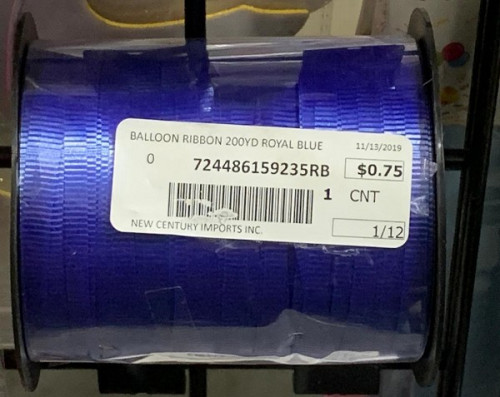 BALLOON RIBBON 200YD ROYAL BLUE 11/13/2019
0 724486159235RB $0.75
1 CNT
NEW CENTURY IMPORTS INC. 1/12